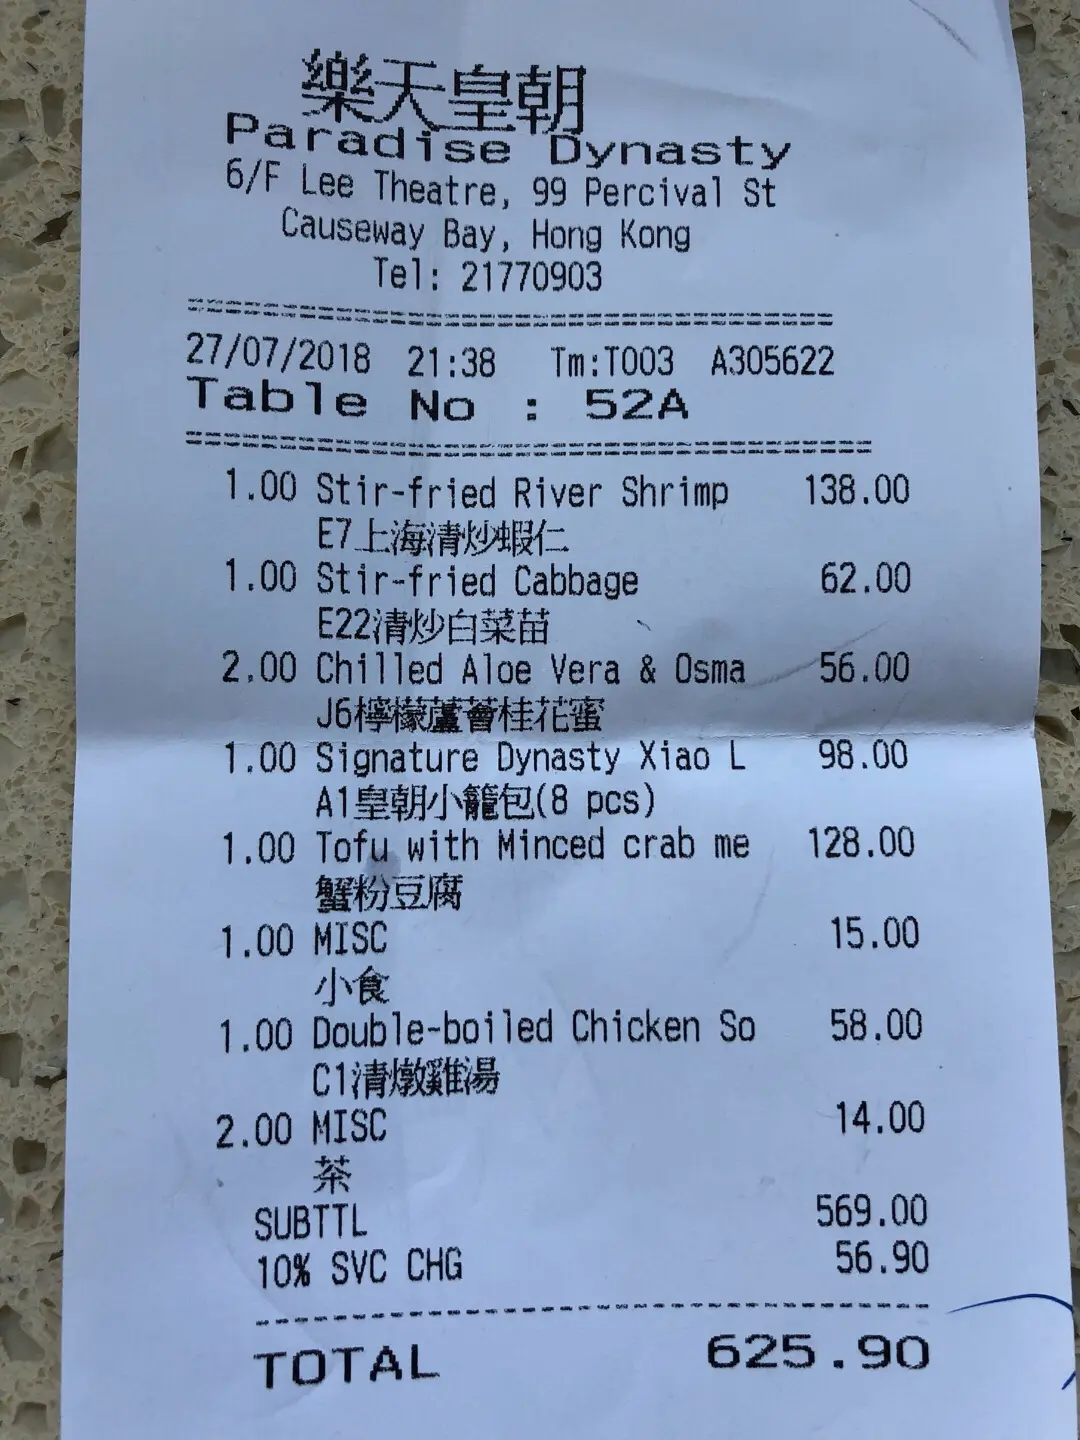 樂天皇朝
Paradise Dynasty
6/F Lee Theatre, 99 Percival St
Causeway Bay, Hong Kong
Tel: 21770903
27/07/2018 21:38 Tm:T003 A305622
Table No : 52A
1.00 Stir-fried River Shrimp 138.00
E7上海清炒蝦仁
1.00 Stir-fried Cabbage 62.00
E22清炒白菜苗
2.00 Chilled Aloe Vera & Osma 56.00
J6檸檬蘆薈桂花蜜
1.00 Signature Dynasty Xiao L 98.00
A1皇朝小籠包(8 pcs)
1.00 Tofu with Minced crab me 128.00
蟹粉豆腐
1.00 MISC 15.00
小食
1.00 Double-boiled Chicken So 58.00
C1清燉雞湯
2.00 MISC 14.00
茶
SUBTTL 569.00
10% SVC CHG 56.90
TOTAL 625.90